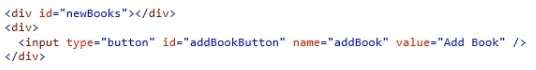 <div id="newBooks"></div>
<div>
  <input type="button" id="addBookButton" name="addBook" value="Add Book" />
</div>